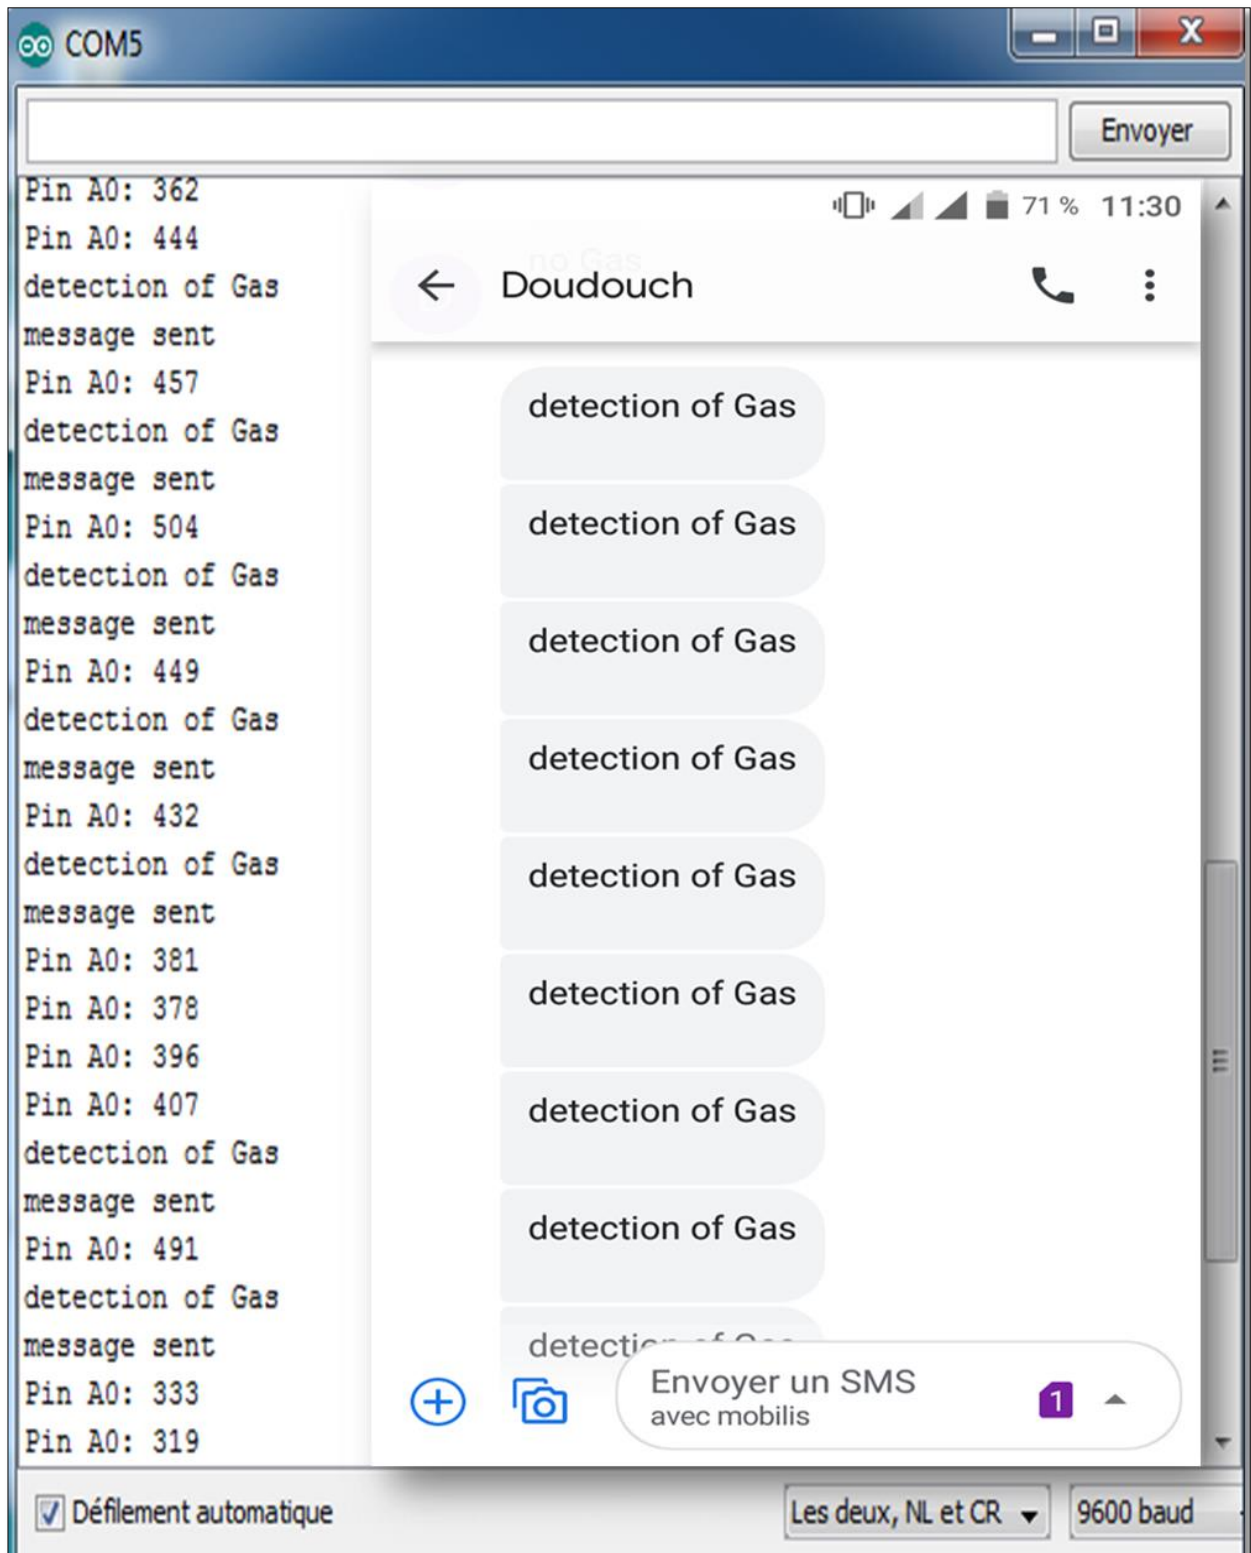 COM5
Envoyer
Pin A0: 362
Pin A0: 444
detection of Gas
message sent
Pin A0: 457
detection of Gas
message sent
Pin A0: 504
detection of Gas
message sent
Pin A0: 449
detection of Gas
message sent
Pin A0: 432
detection of Gas
message sent
Pin A0: 381
Pin A0: 378
Pin A0: 396
Pin A0: 407
detection of Gas
message sent
Pin A0: 491
detection of Gas
message sent
Pin A0: 333
Pin A0: 319
71 % 11:30
no Gas
Doudouch
detection of Gas
detection of Gas
detection of Gas
detection of Gas
detection of Gas
detection of Gas
detection of Gas
detection of Gas
detection of Gas
Envoyer un SMS
avec mobilis
1
Défilement automatique
Les deux, NL et CR
9600 baud